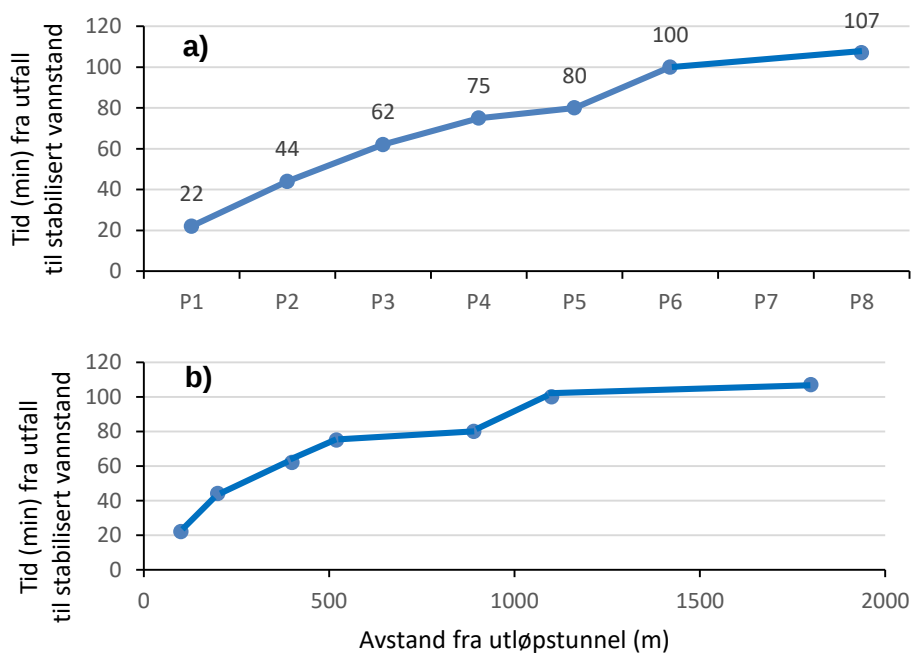 a)
Tid (min) fra utfall
til stabilisert vannstand
120
100
80
60
40
20
0
22
44
62
75
80
100
107
P1 P2 P3 P4 P5 P6 P7 P8
b)
Tid (min) fra utfall
til stabilisert vannstand
120
100
80
60
40
20
0
0 500 1000 1500 2000
Avstand fra utløpstunnel (m)